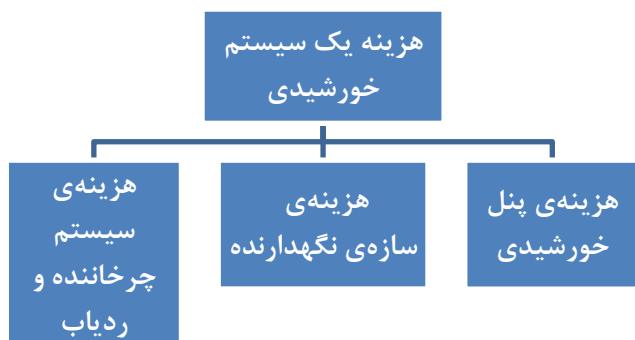 هزینه یک سیستم
خورشیدی
هزینه‌ی پنل
خورشیدی
هزینه‌ی
سازه‌ی نگهدارنده
هزینه‌ی
سیستم
چرخاننده و
ردیاب